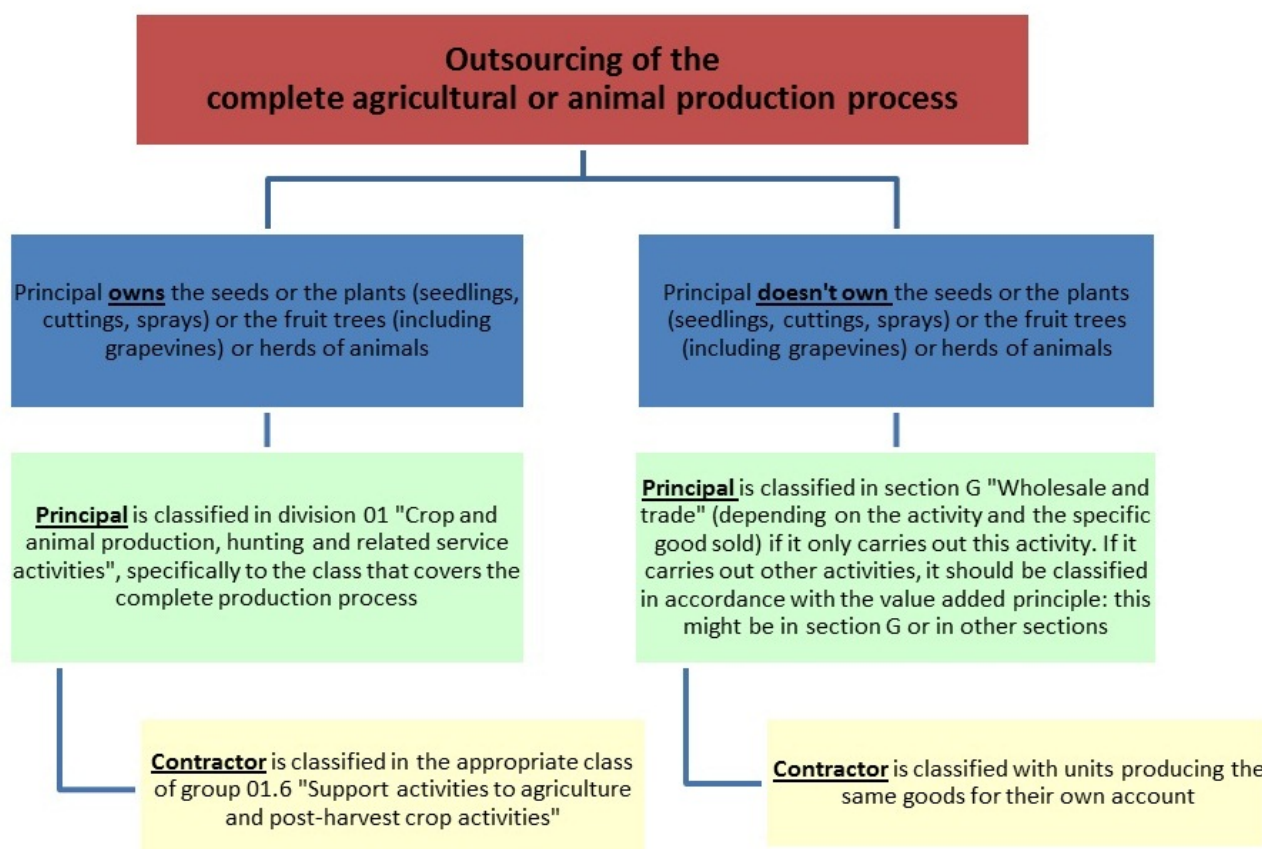 Outsourcing of the
complete agricultural or animal production process
Principal owns the seeds or the plants (seedlings,
cuttings, sprays) or the fruit trees (including
grapevines) or herds of animals
Principal doesn't own the seeds or the plants
(seedlings, cuttings, sprays) or the fruit trees
(including grapevines) or herds of animals
Principal is classified in division 01 "Crop and
animal production, hunting and related service
activities", specifically to the class that covers the
complete production process
Principal is classified in section G "Wholesale and
trade" (depending on the activity and the specific
good sold) if it only carries out this activity. If it
carries out other activities, it should be classified
in accordance with the value added principle: this
might be in section G or in other sections
Contractor is classified in the appropriate class
of group 01.6 "Support activities to agriculture
and post-harvest crop activities"
Contractor is classified with units producing the
same goods for their own account